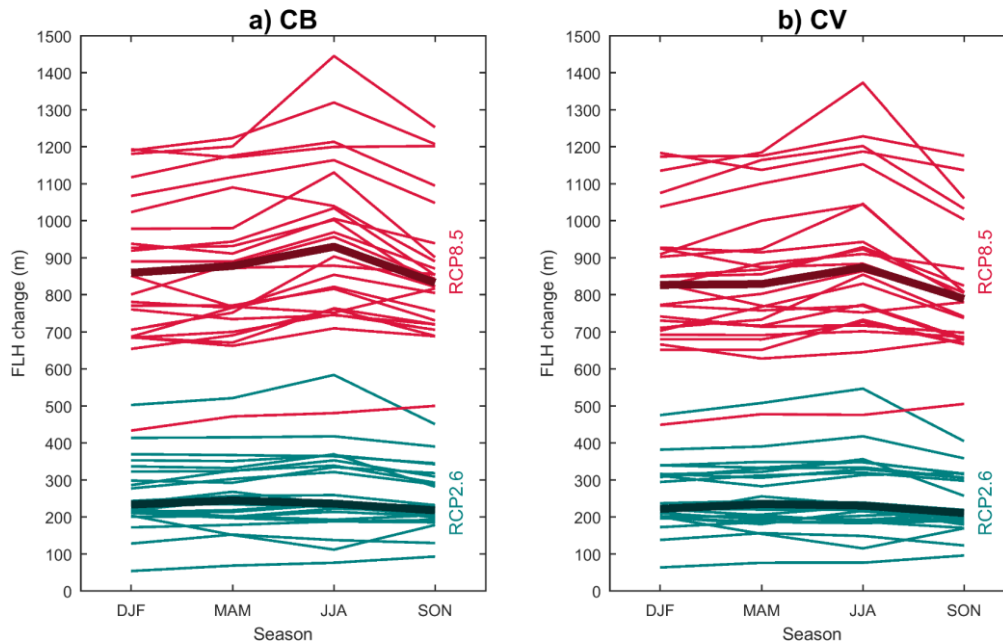 a) CB
1500
1400
1300
1200
1100
1000
900
800
700
600
500
400
300
200
100
0
FLH change (m)
DJF
MAM
JJA
SON
Season
RCP8.5
RCP2.6
b) CV
1500
1400
1300
1200
1100
1000
900
800
700
600
500
400
300
200
100
0
FLH change (m)
DJF
MAM
JJA
SON
Season
RCP8.5
RCP2.6